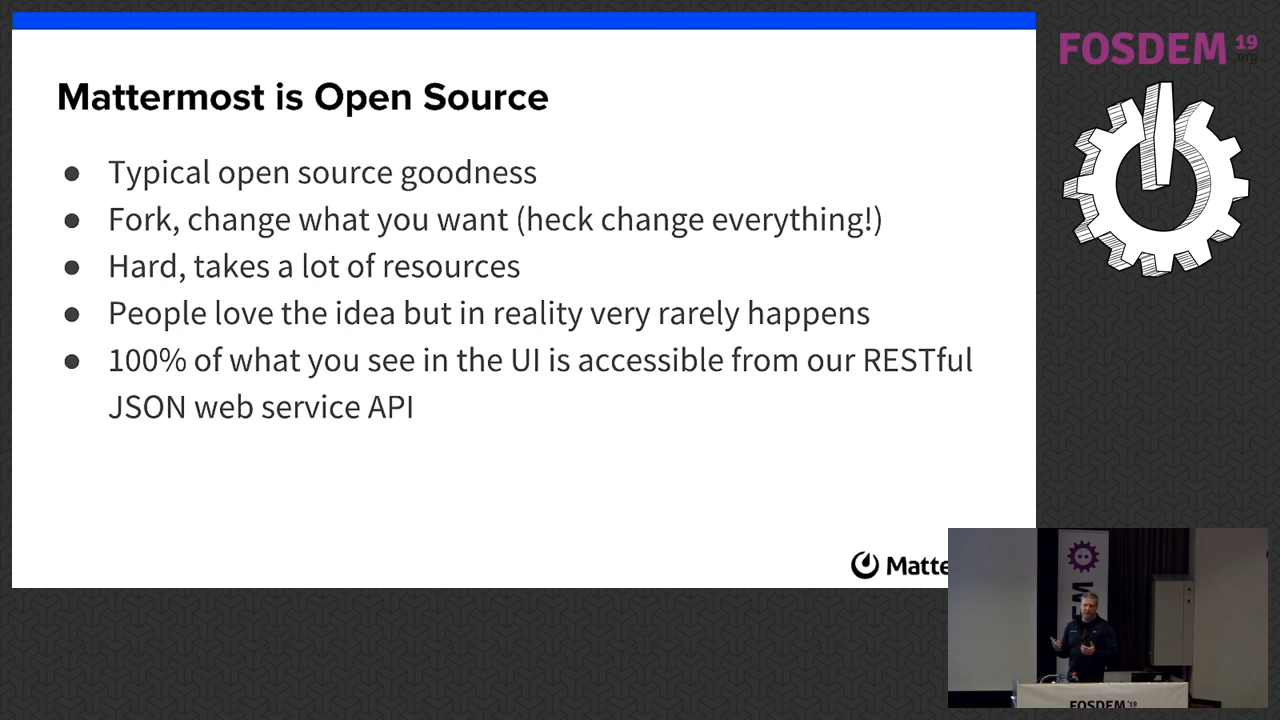 FOSDEM 19
.org
Mattermost is Open Source
● Typical open source goodness
● Fork, change what you want (heck change everything!)
● Hard, takes a lot of resources
● People love the idea but in reality very rarely happens
● 100% of what you see in the UI is accessible from our RESTful
JSON web service API
Matte
EM
FOSDEM '19